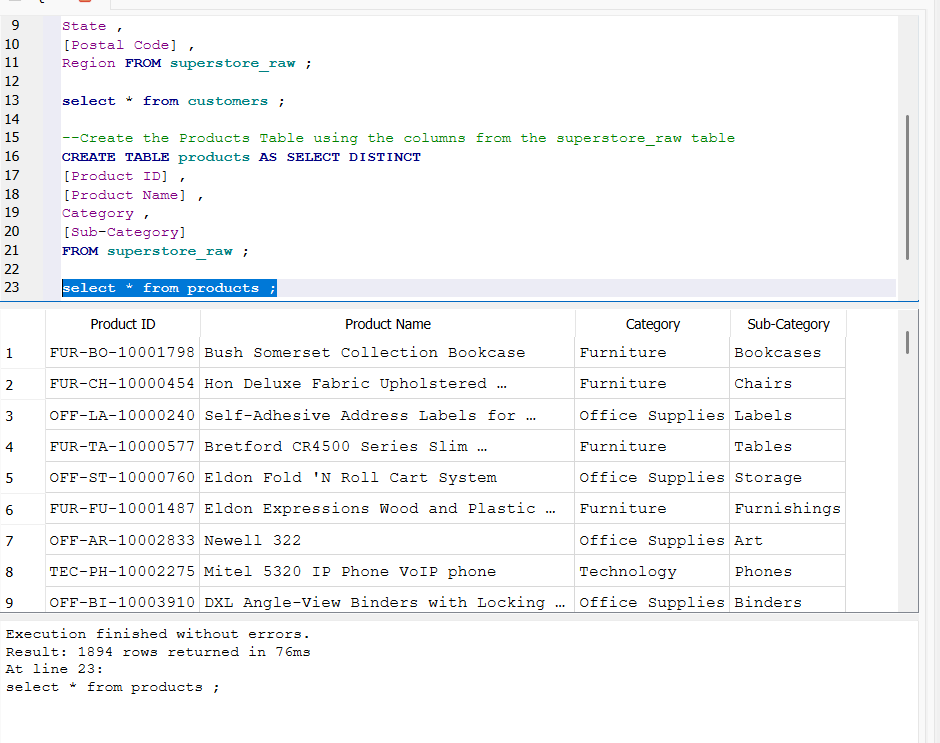 9 State ,
10 [Postal Code] ,
11 Region FROM superstore_raw ;
12
13 select * from customers ;
14
15 --Create the Products Table using the columns from the superstore_raw table
16 CREATE TABLE products AS SELECT DISTINCT
17 [Product ID] ,
18 [Product Name] ,
19 Category ,
20 [Sub-Category]
21 FROM superstore_raw ;
22
23 select * from products ;
Product ID Product Name Category Sub-Category
1 FUR-BO-10001798 Bush Somerset Collection Bookcase Furniture Bookcases
2 FUR-CH-10000454 Hon Deluxe Fabric Upholstered … Furniture Chairs
3 OFF-LA-10000240 Self-Adhesive Address Labels for … Office Supplies Labels
4 FUR-TA-10000577 Bretford CR4500 Series Slim … Furniture Tables
5 OFF-ST-10000760 Eldon Fold 'N Roll Cart System Office Supplies Storage
6 FUR-FU-10001487 Eldon Expressions Wood and Plastic … Furniture Furnishings
7 OFF-AR-10002833 Newell 322 Office Supplies Art
8 TEC-PH-10002275 Mitel 5320 IP Phone VoIP phone Technology Phones
9 OFF-BI-10003910 DXL Angle-View Binders with Locking … Office Supplies Binders
Execution finished without errors.
Result: 1894 rows returned in 76ms
At line 23:
select * from products ;